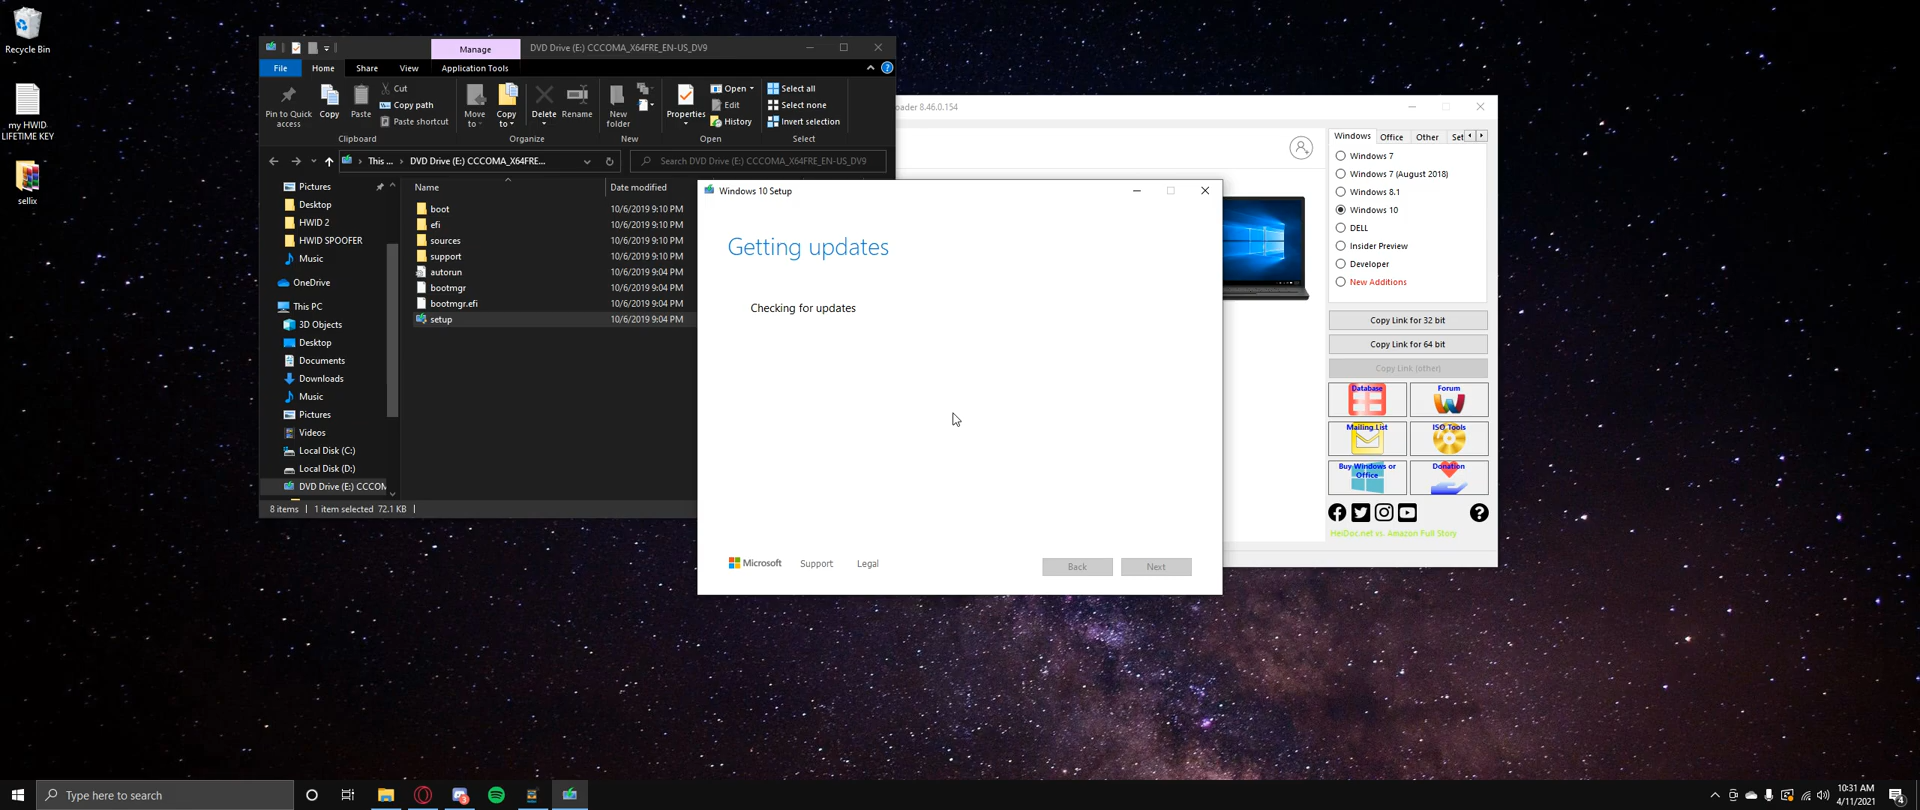 Recycle Bin
my HWID
LIFETIME KEY
sellix
Manage
DVD Drive (E:) CCCOMA_X64FRE_EN-US_DV9
File
Home
Share
View
Application Tools
Pin to Quick
access
Copy
Paste
Cut
Copy path
Paste shortcut
Clipboard
Move
to
Copy
to
Delete
Rename
Organize
New
folder
New
Properties
Open
Edit
History
Open
Select all
Select none
Invert selection
Select
This ...
DVD Drive (E:) CCCOMA_X64FRE...
Search DVD Drive (E:) CCCOMA_X64FRE_EN-US_DV9
Pictures
Desktop
HWID 2
HWID SPOOFER
Music
OneDrive
This PC
3D Objects
Desktop
Documents
Downloads
Music
Pictures
Videos
Local Disk (C:)
Local Disk (D:)
DVD Drive (E:) CCCOM
Name
Date modified
boot
10/6/2019 9:10 PM
efi
10/6/2019 9:10 PM
sources
10/6/2019 9:10 PM
support
10/6/2019 9:10 PM
autorun
10/6/2019 9:04 PM
bootmgr
10/6/2019 9:04 PM
bootmgr.efi
10/6/2019 9:04 PM
setup
10/6/2019 9:04 PM
8 items
1 item selected 72.1 KB
Windows 10 Setup
Getting updates
Checking for updates
Microsoft
Support
Legal
Back
Next
oader 8.46.0.154
Windows
Office
Other
Set
Windows 7
Windows 7 (August 2018)
Windows 8.1
Windows 10
DELL
Insider Preview
Developer
New Additions
Copy Link for 32 bit
Copy Link for 64 bit
Copy Link (other)
Database
Forum
Mailing List
ISO Tools
Buy Windows or
Office
Donation
HeiDoc.net vs. Amazon Full Story
Type here to search
10:31 AM
4/11/2021